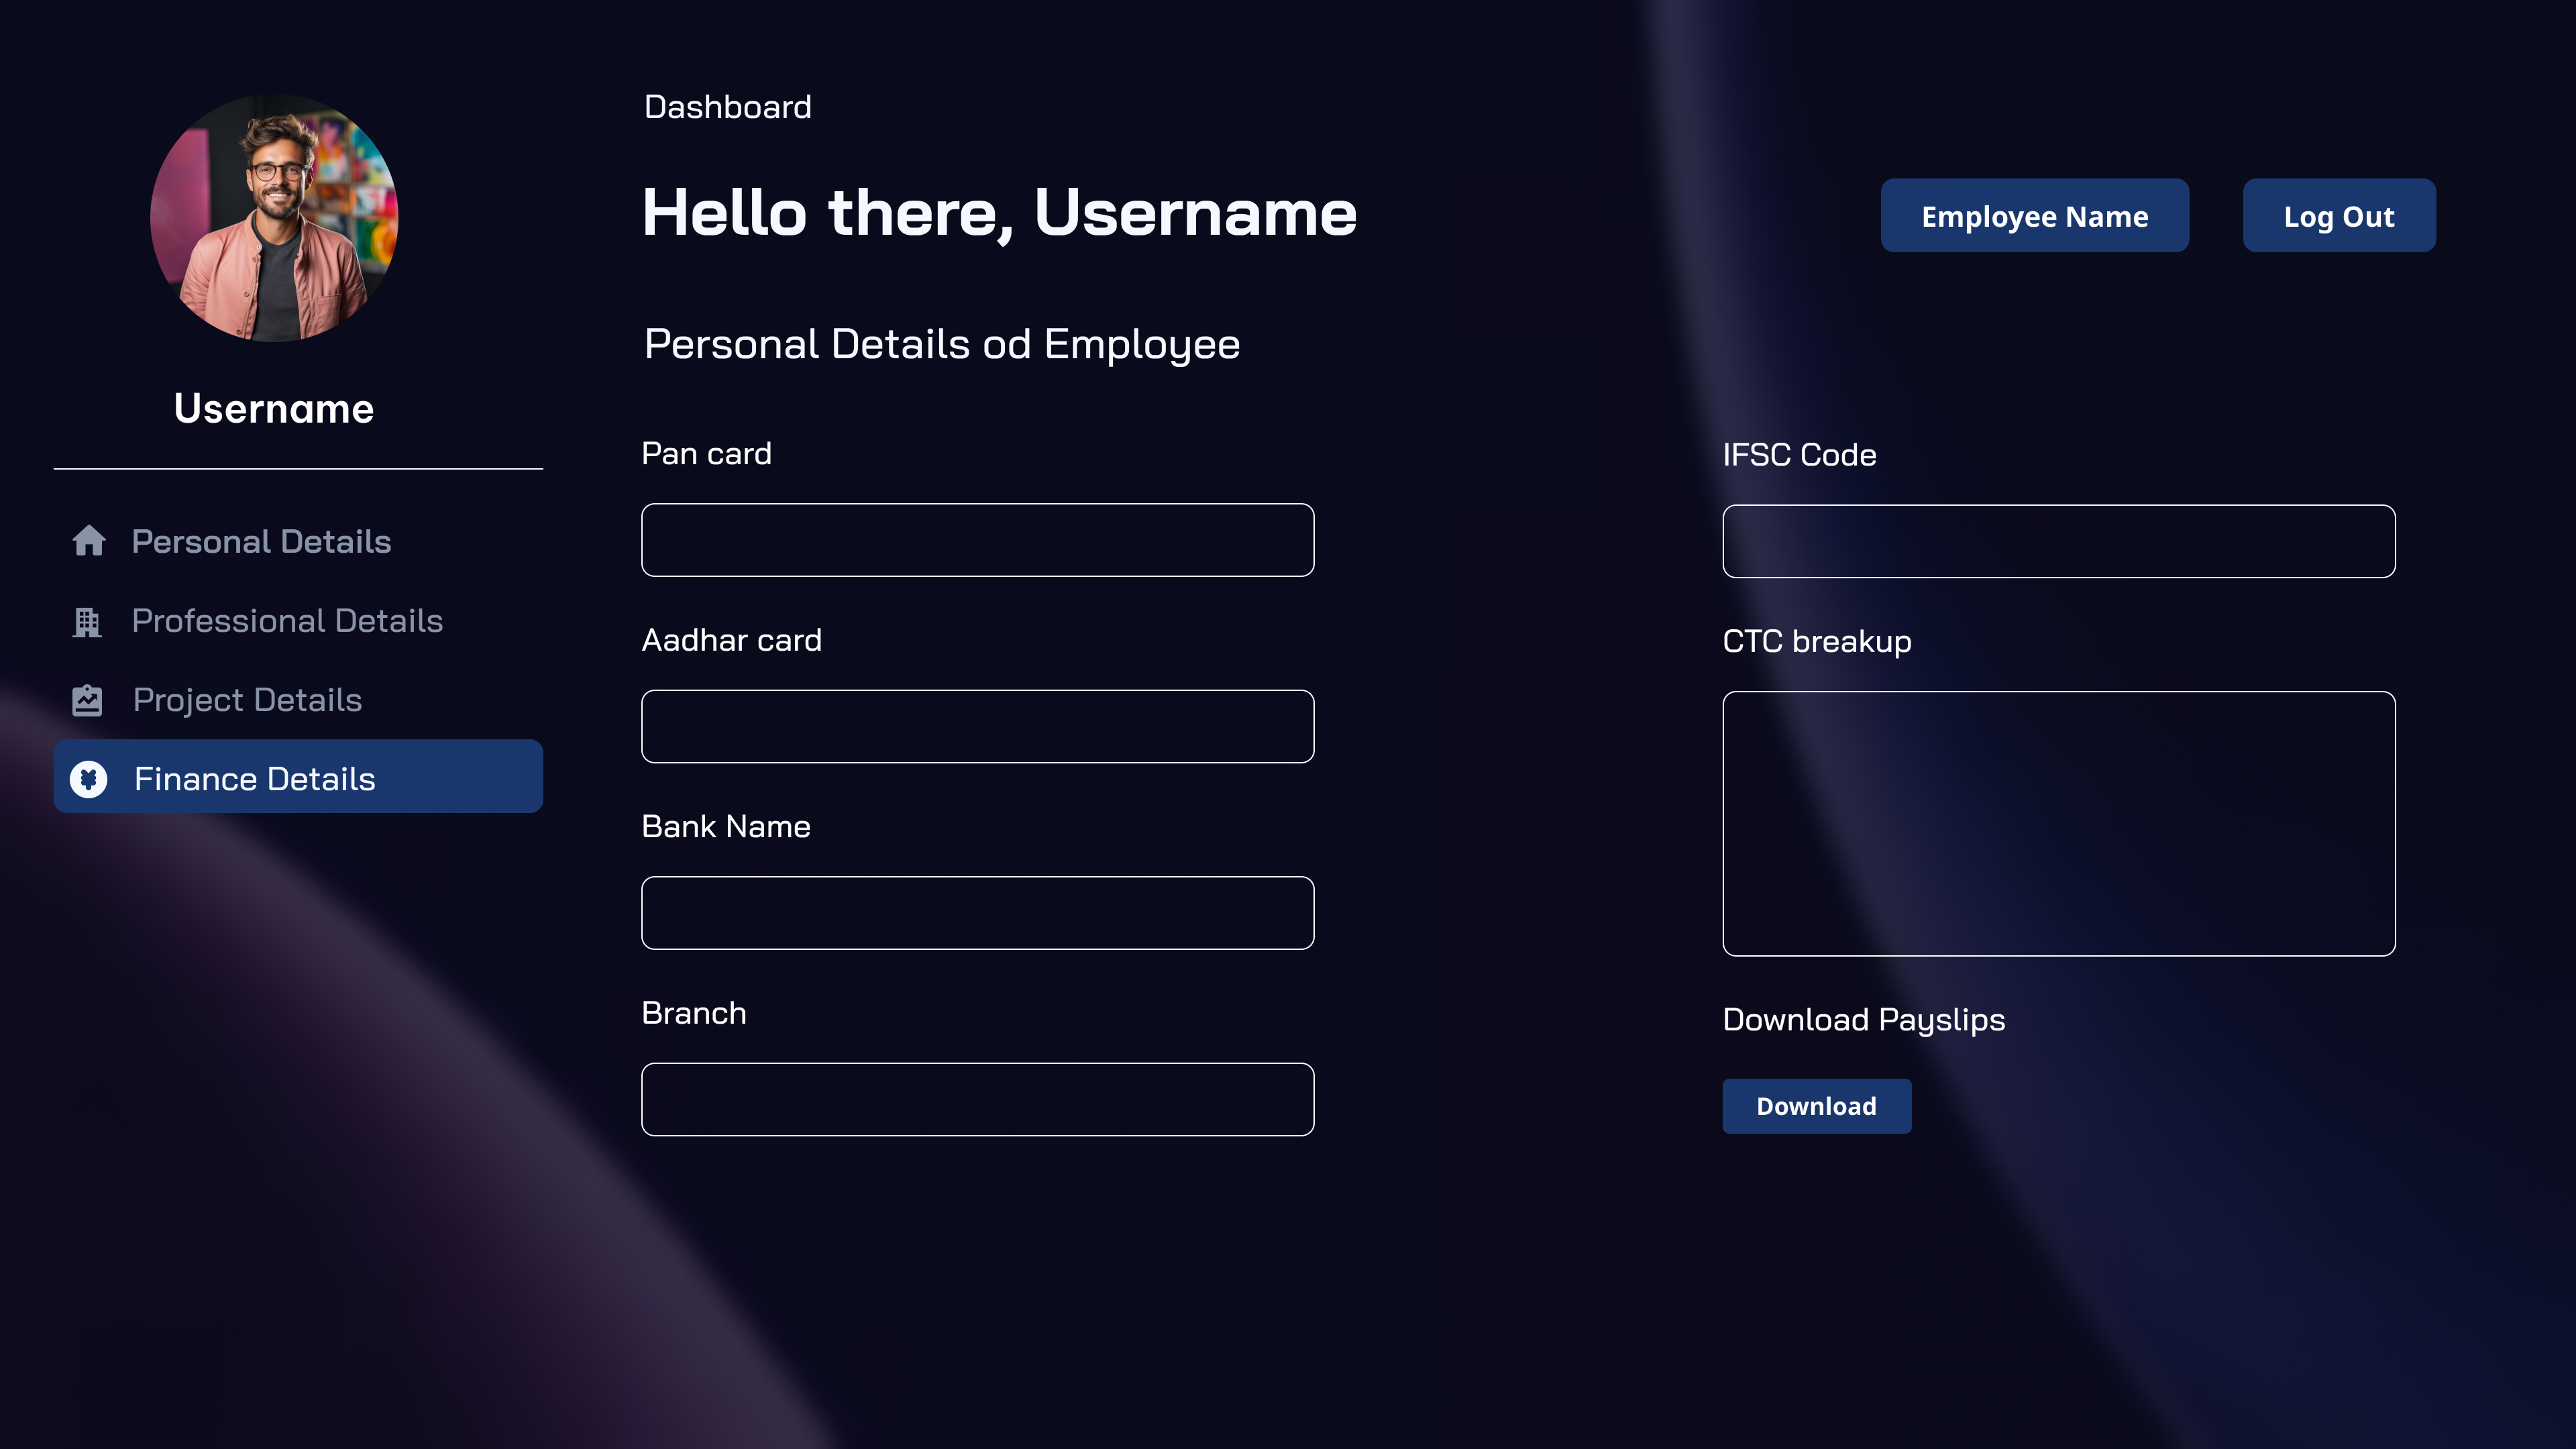 Dashboard
Hello there, Username
Employee Name
Log Out
Personal Details od Employee
Username
Personal Details
Professional Details
Project Details
Finance Details
Pan card
Aadhar card
Bank Name
Branch
IFSC Code
CTC breakup
Download Payslips
Download